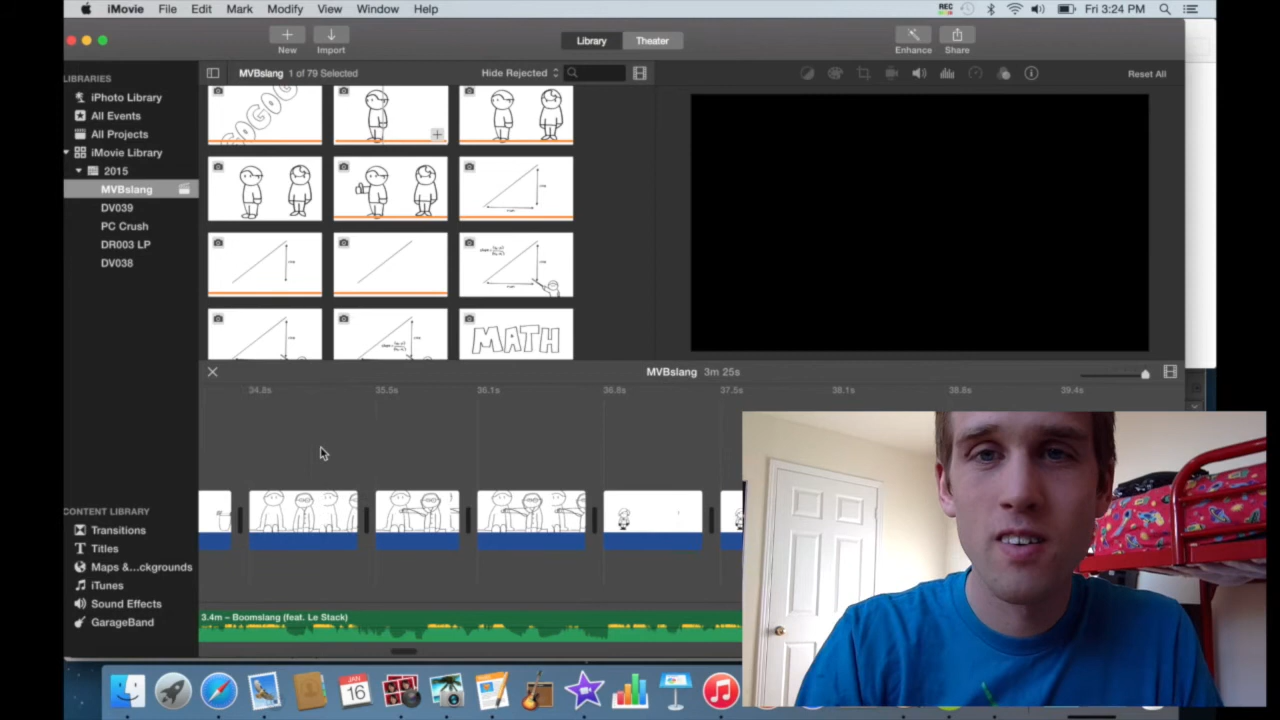 iMovie File Edit Mark Modify View Window Help REC Fri 3:24 PM
New Import Library Theater Enhance Share
LIBRARIES MVBslang 1 of 79 Selected Hide Rejected Reset All
iPhoto Library
All Events
All Projects
iMovie Library
2015
MVBslang
DV039
PC Crush
DR003 LP
DV038
MATH
MVBslang 3m 25s
34.8s 35.5s 36.1s 36.8s 37.5s 38.1s 38.8s 39.4s
CONTENT LIBRARY
Transitions
Titles
Maps &...ckgrounds
iTunes
Sound Effects
GarageBand
3.4m – Boomslang (feat. Le Stack)
JAN
16